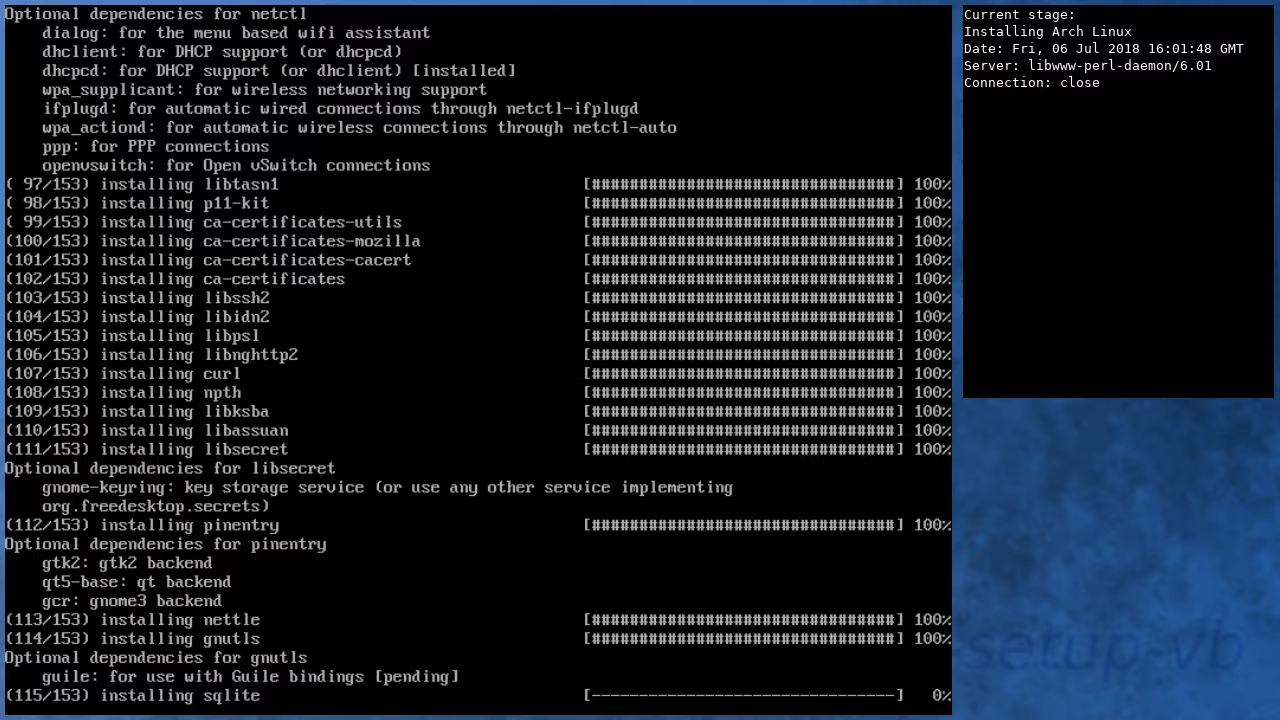 Optional dependencies for netctl
    dialog: for the menu based wifi assistant
    dhclient: for DHCP support (or dhcpcd)
    dhcpcd: for DHCP support (or dhclient) [installed]
    wpa_supplicant: for wireless networking support
    ifplugd: for automatic wired connections through netctl-ifplugd
    wpa_actiond: for automatic wireless connections through netctl-auto
    ppp: for PPP connections
    openvswitch: for Open vSwitch connections
( 97/153) installing libtasn1 [################################] 100%
( 98/153) installing p11-kit [################################] 100%
( 99/153) installing ca-certificates-utils [################################] 100%
(100/153) installing ca-certificates-mozilla [################################] 100%
(101/153) installing ca-certificates-cacert [################################] 100%
(102/153) installing ca-certificates [################################] 100%
(103/153) installing libssh2 [################################] 100%
(104/153) installing libidn2 [################################] 100%
(105/153) installing libpsl [################################] 100%
(106/153) installing libnghttp2 [################################] 100%
(107/153) installing curl [################################] 100%
(108/153) installing npth [################################] 100%
(109/153) installing libksba [################################] 100%
(110/153) installing libassuan [################################] 100%
(111/153) installing libsecret [################################] 100%
Optional dependencies for libsecret
    gnome-keyring: key storage service (or use any other service implementing
    org.freedesktop.secrets)
(112/153) installing pinentry [################################] 100%
Optional dependencies for pinentry
    gtk2: gtk2 backend
    qt5-base: qt backend
    gcr: gnome3 backend
(113/153) installing nettle [################################] 100%
(114/153) installing gnutls [################################] 100%
Optional dependencies for gnutls
    guile: for use with Guile bindings [pending]
(115/153) installing sqlite [--------------------------------] 0%
Current stage:
Installing Arch Linux
Date: Fri, 06 Jul 2018 16:01:48 GMT
Server: libwww-perl-daemon/6.01
Connection: close
setup-vb